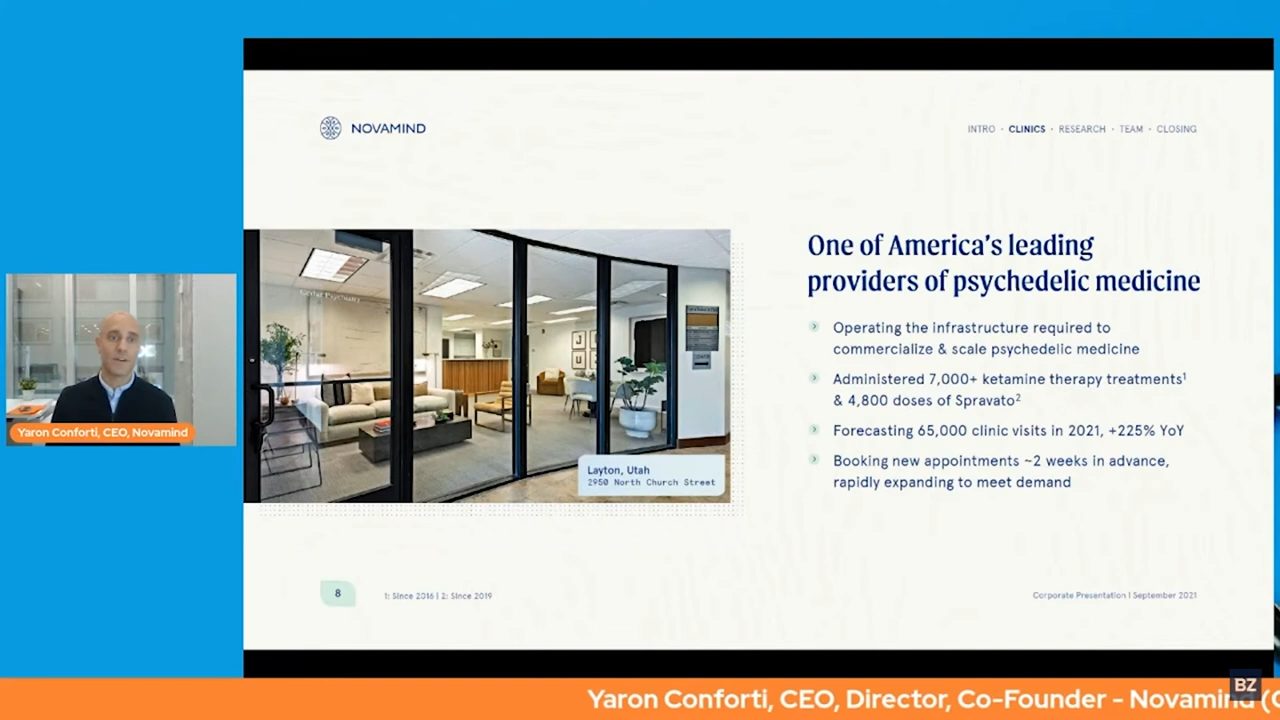 NOVAMIND
INTRO · CLINICS · RESEARCH · TEAM · CLOSING
One of America's leading
providers of psychedelic medicine
Operating the infrastructure required to
commercialize & scale psychedelic medicine
Administered 7,000+ ketamine therapy treatments¹
& 4,800 doses of Spravato²
Forecasting 65,000 clinic visits in 2021, +225% YoY
Booking new appointments ~2 weeks in advance,
rapidly expanding to meet demand
Layton, Utah
2950 North Church Street
Yaron Conforti, CEO, Novamind
8
1: Since 2016 | 2: Since 2019
Corporate Presentation | September 2021
BZ
Yaron Conforti, CEO, Director, Co-Founder - Novamind (